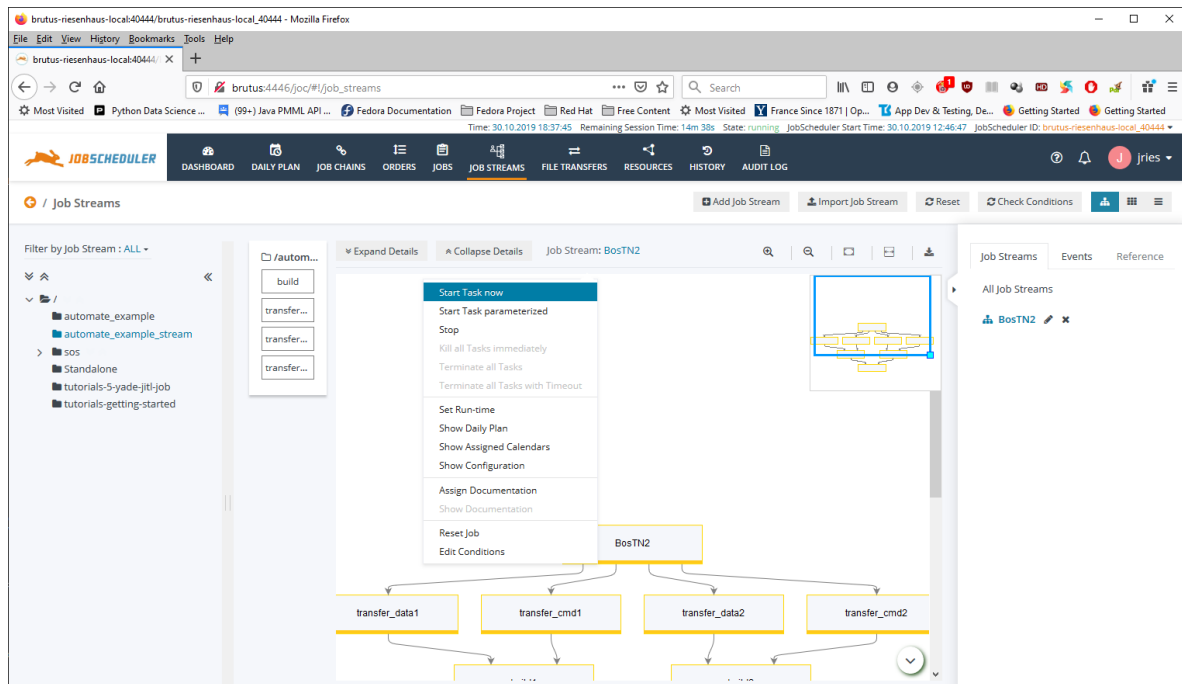 brutus-riesenhaus-local:40444/brutus-riesenhaus-local_40444 - Mozilla Firefox
File Edit View History Bookmarks Tools Help
brutus-riesenhaus-local:40444/
brutus:4446/joc/#!/job_streams
Search
Most Visited Python Data Science ... (99+) Java PMML API ... Fedora Documentation Fedora Project Red Hat Free Content Most Visited France Since 1871 | Op... App Dev & Testing, De... Getting Started Getting Started
Time: 30.10.2019 18:37:45 Remaining Session Time: 14m 38s State: running JobScheduler Start Time: 30.10.2019 12:46:47 JobScheduler ID: brutus-riesenhaus-local_40444
JOBSCHEDULER
DASHBOARD DAILY PLAN JOB CHAINS ORDERS JOBS JOB STREAMS FILE TRANSFERS RESOURCES HISTORY AUDIT LOG
J jries
/ Job Streams
Add Job Stream Import Job Stream Reset Check Conditions
Filter by Job Stream : ALL
/
automate_example
automate_example_stream
sos
Standalone
tutorials-5-yade-jitl-job
tutorials-getting-started
/autom...
build
transfer...
transfer...
transfer...
Expand Details Collapse Details Job Stream: BosTN2
Start Task now
Start Task parameterized
Stop
Kill all Tasks immediately
Terminate all Tasks
Terminate all Tasks with Timeout
Set Run-time
Show Daily Plan
Show Assigned Calendars
Show Configuration
Assign Documentation
Show Documentation
Reset Job
Edit Conditions
BosTN2
transfer_data1 transfer_cmd1 transfer_data2 transfer_cmd2
Job Streams Events Reference
All Job Streams
BosTN2